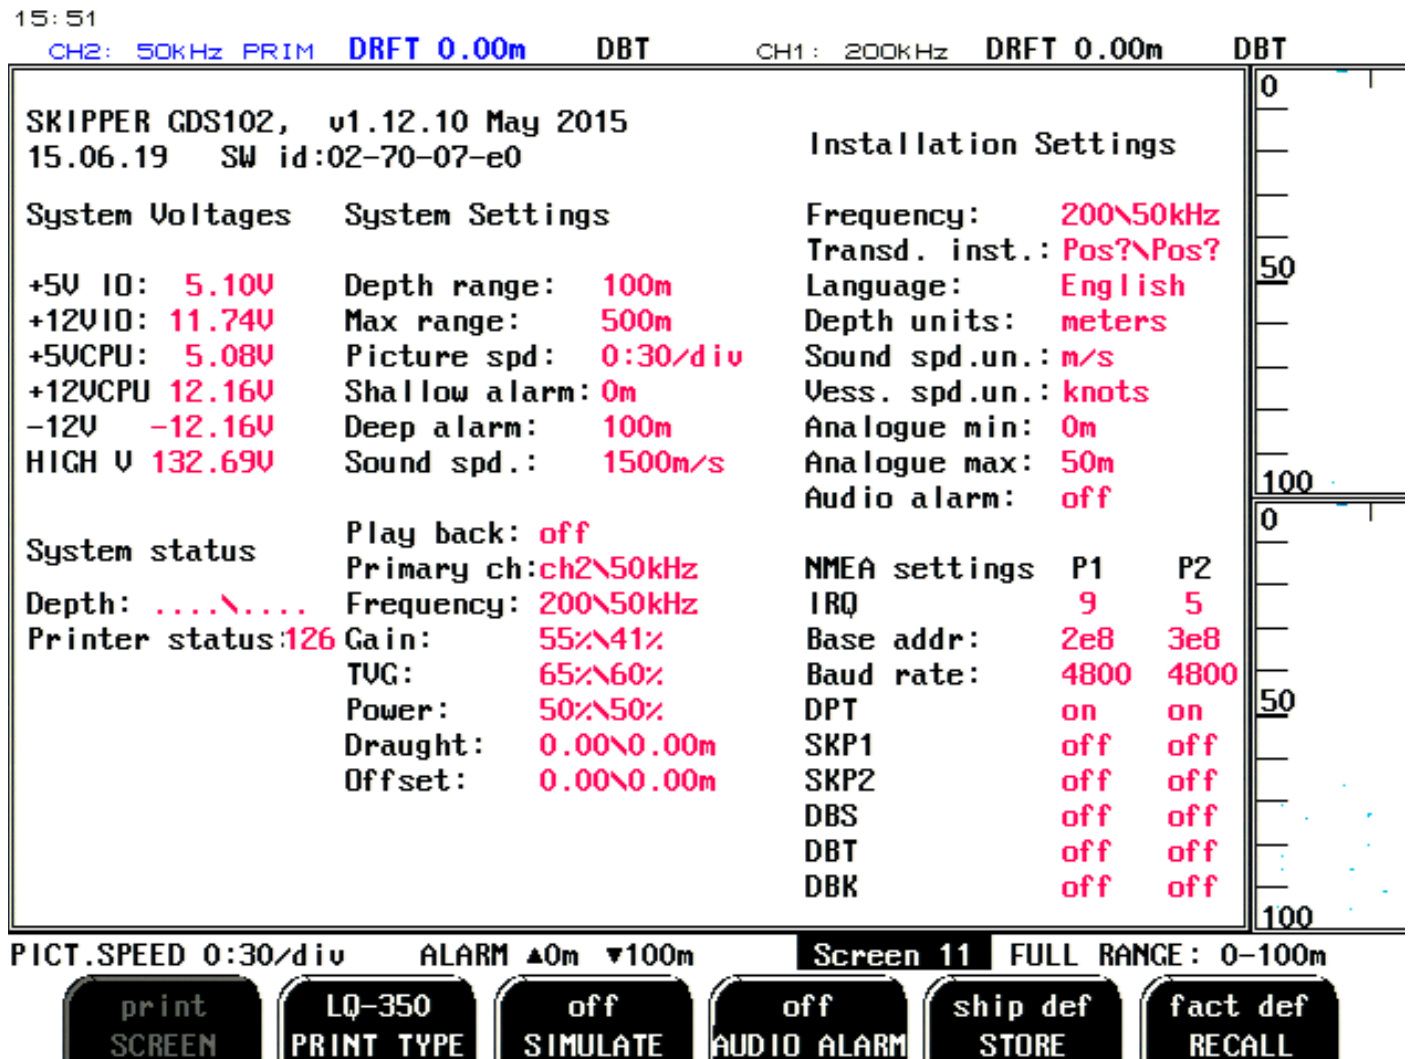 15:51
CH2: 50kHz PRIM DRFT 0.00m DBT CH1: 200kHz DRFT 0.00m DBT
SKIPPER GDS102, v1.12.10 May 2015
15.06.19 SW id:02-70-07-e0
Installation Settings
System Voltages
+5V IO: 5.10V
+12VIO: 11.74V
+5VCPU: 5.08V
+12VCPU 12.16V
-12V -12.16V
HIGH V 132.69V
System status
Depth: ....\....
Printer status:126
System Settings
Depth range: 100m
Max range: 500m
Picture spd: 0:30/div
Shallow alarm: 0m
Deep alarm: 100m
Sound spd.: 1500m/s
Play back: off
Primary ch:ch2\50kHz
Frequency: 200\50kHz
Gain: 55%\41%
TVG: 65%\60%
Power: 50%\50%
Draught: 0.00\0.00m
Offset: 0.00\0.00m
Frequency: 200\50kHz
Transd. inst.: Pos?\Pos?
Language: English
Depth units: meters
Sound spd.un.: m/s
Vess. spd.un.: knots
Analogue min: 0m
Analogue max: 50m
Audio alarm: off
NMEA settings P1 P2
IRQ 9 5
Base addr: 2e8 3e8
Baud rate: 4800 4800
DPT on on
SKP1 off off
SKP2 off off
DBS off off
DBT off off
DBK off off
0
50
100
0
50
100
PICT.SPEED 0:30/div ALARM ▲0m ▼100m Screen 11 FULL RANGE: 0-100m
print
SCREEN
LQ-350
PRINT TYPE
off
SIMULATE
off
AUDIO ALARM
ship def
STORE
fact def
RECALL